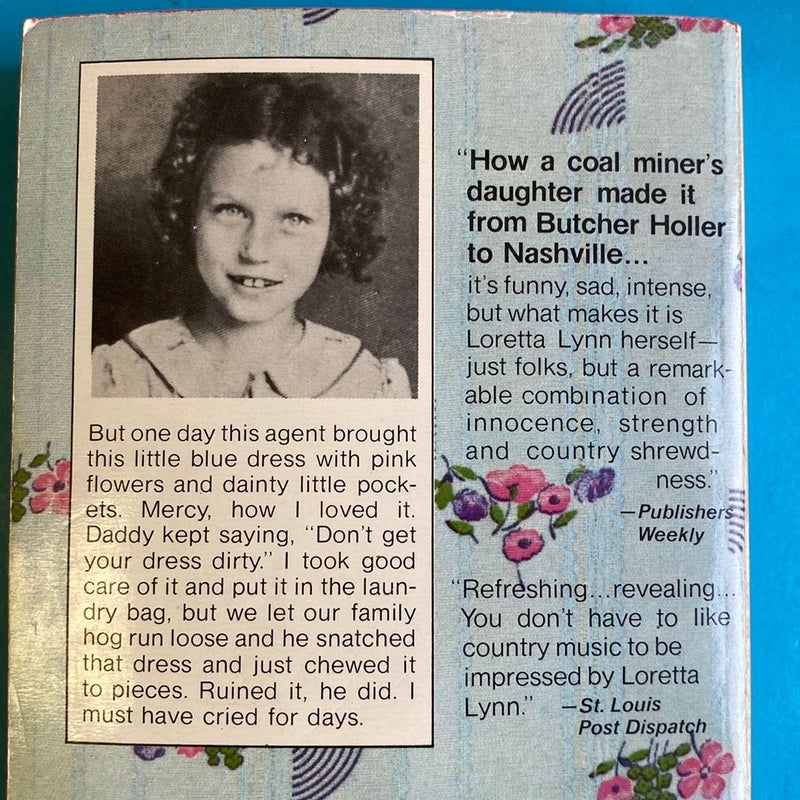 But one day this agent brought
this little blue dress with pink
flowers and dainty little pock-
ets. Mercy, how I loved it.
Daddy kept saying, "Don't get
your dress dirty." I took good
care of it and put it in the laun-
dry bag, but we let our family
hog run loose and he snatched
that dress and just chewed it
to pieces. Ruined it, he did. I
must have cried for days.
"How a coal miner's
daughter made it
from Butcher Holler
to Nashville...
it's funny, sad, intense,
but what makes it is
Loretta Lynn herself—
just folks, but a remark-
able combination of
innocence, strength
and country shrewd-
ness."
—Publishers
Weekly
"Refreshing...revealing...
You don't have to like
country music to be
impressed by Loretta
Lynn." —St. Louis
Post Dispatch